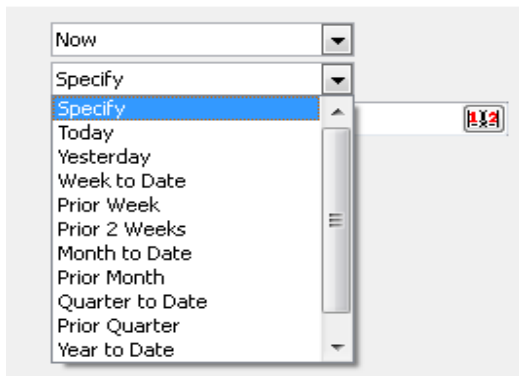 Now
Specify
Specify
Today
Yesterday
Week to Date
Prior Week
Prior 2 Weeks
Month to Date
Prior Month
Quarter to Date
Prior Quarter
Year to Date